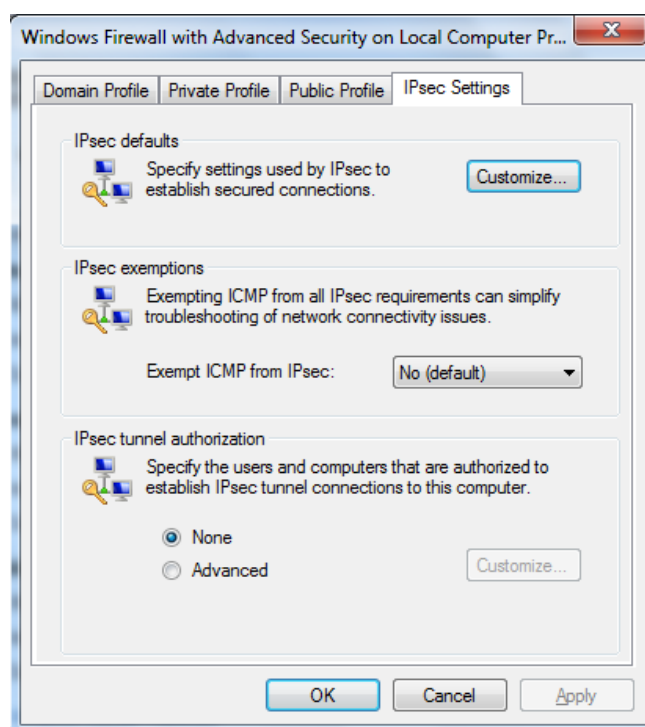 Windows Firewall with Advanced Security on Local Computer Pr...
Domain Profile
Private Profile
Public Profile
IPsec Settings
IPsec defaults
Specify settings used by IPsec to
establish secured connections.
Customize...
IPsec exemptions
Exempting ICMP from all IPsec requirements can simplify
troubleshooting of network connectivity issues.
Exempt ICMP from IPsec:
No (default)
IPsec tunnel authorization
Specify the users and computers that are authorized to
establish IPsec tunnel connections to this computer.
None
Advanced
Customize...
OK
Cancel
Apply